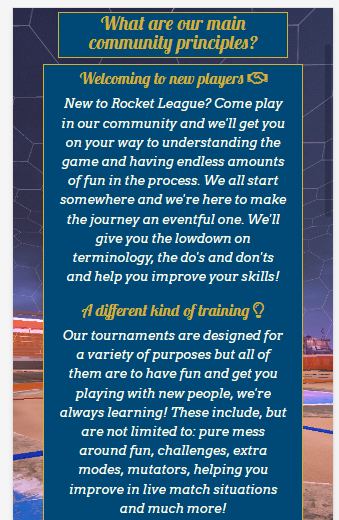 What are our main
community principles?
Welcoming to new players
New to Rocket League? Come play
in our community and we'll get you
on your way to understanding the
game and having endless amounts
of fun in the process. We all start
somewhere and we're here to make
the journey an eventful one. We'll
give you the lowdown on
terminology, the do's and don'ts
and help you improve your skills!
A different kind of training
Our tournaments are designed for
a variety of purposes but all of
them are to have fun and get you
playing with new people, we're
always learning! These include, but
are not limited to: pure mess
around fun, challenges, extra
modes, mutators, helping you
improve in live match situations
and much more!